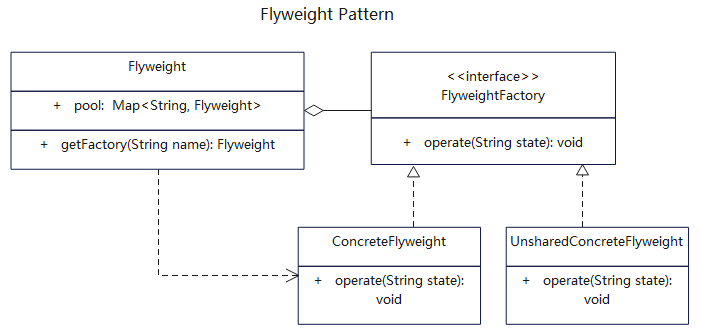 Flyweight Pattern
Flyweight
+ pool: Map<String, Flyweight>
+ getFactory(String name): Flyweight
<<interface>>
FlyweightFactory
+ operate(String state): void
ConcreteFlyweight
+ operate(String state):
void
UnsharedConcreteFlyweight
+ operate(String state):
void